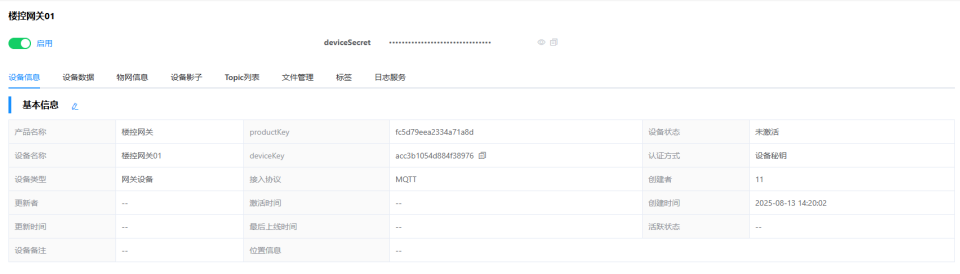 楼控网关01
启用 deviceSecret ••••••••••••••••••••••••••••••••
设备信息 设备数据 物网信息 设备影子 Topic列表 文件管理 标签 日志服务
基本信息
产品名称 楼控网关 productKey fc5d79eea2334a71a8d 设备状态 未激活
设备名称 楼控网关01 deviceKey acc3b1054d884f38976 认证方式 设备秘钥
设备类型 网关设备 接入协议 MQTT 创建者 11
更新者 -- 激活时间 -- 创建时间 2025-08-13 14:20:02
更新时间 -- 最后上线时间 -- 活跃状态 --
设备备注 -- 位置信息 --